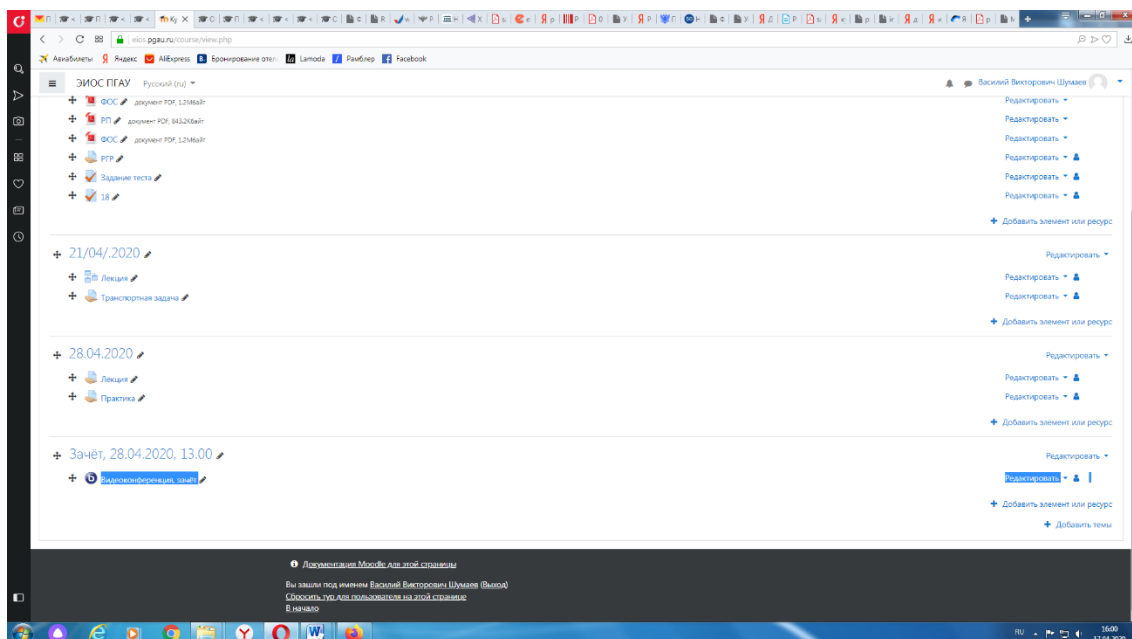 eios.pgau.ru/course/view.php
Авиабилеты Яндекс AliExpress Бронирование отел Lamoda Рамблер Facebook
ЭИОС ПГАУ Русский (ru) Василий Викторович Шумаев
ФОС документ PDF, 1.2Мбайт Редактировать
РП документ PDF, 843.2Кбайт Редактировать
ФОС документ PDF, 1.2Мбайт Редактировать
РГР Редактировать
Задание теста Редактировать
18 Редактировать
Добавить элемент или ресурс
21/04/.2020 Редактировать
Лекция Редактировать
Транспортная задача Редактировать
Добавить элемент или ресурс
28.04.2020 Редактировать
Лекция Редактировать
Практика Редактировать
Добавить элемент или ресурс
Зачёт, 28.04.2020, 13.00 Редактировать
Видеоконференция, зачёт Редактировать
Добавить элемент или ресурс
Добавить темы
Документация Moodle для этой страницы
Вы зашли под именем Василий Викторович Шумаев (Выход)
Сбросить тур для пользователя на этой странице
В начало
RU 16:00
17.04.2020